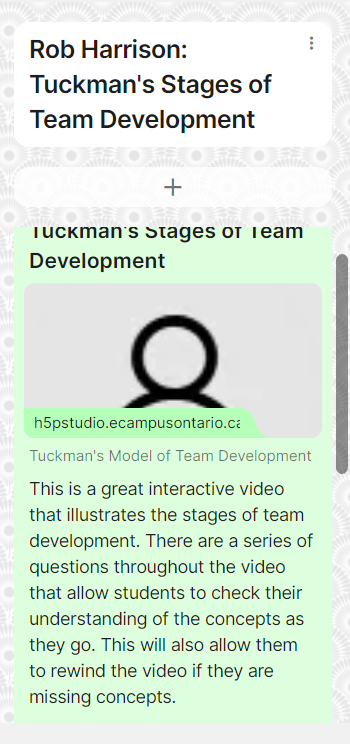 Rob Harrison:
Tuckman's Stages of
Team Development
Tuckman's Stages of Team
Development
h5pstudio.ecampusontario.ca
Tuckman's Model of Team Development
This is a great interactive video
that illustrates the stages of team
development. There are a series of
questions throughout the video
that allow students to check their
understanding of the concepts as
they go. This will also allow them
to rewind the video if they are
missing concepts.